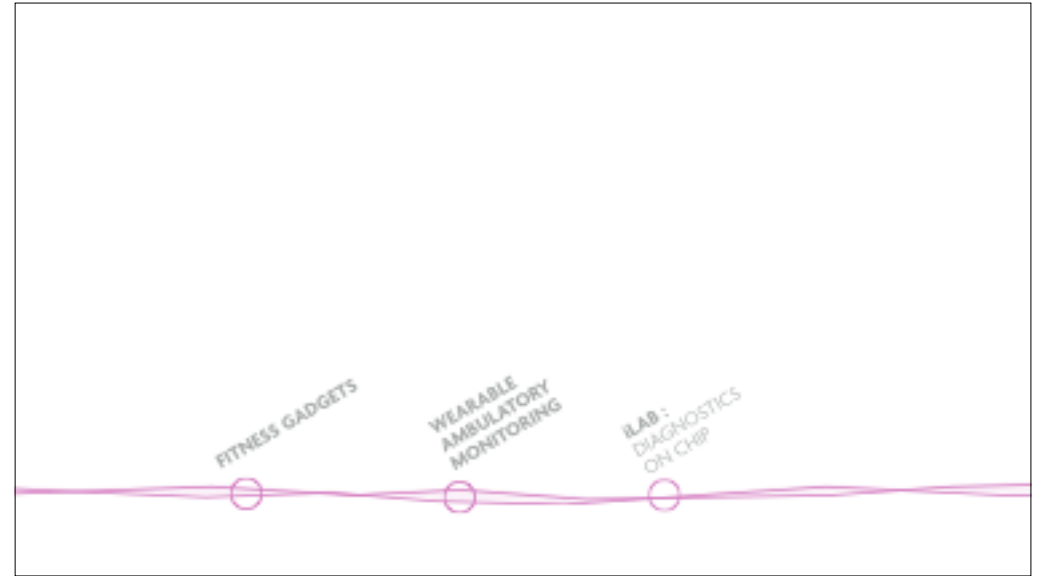 FITNESS GADGETS
WEARABLE
AMBULATORY
MONITORING
iLAB :
DIAGNOSTICS
ON CHIP